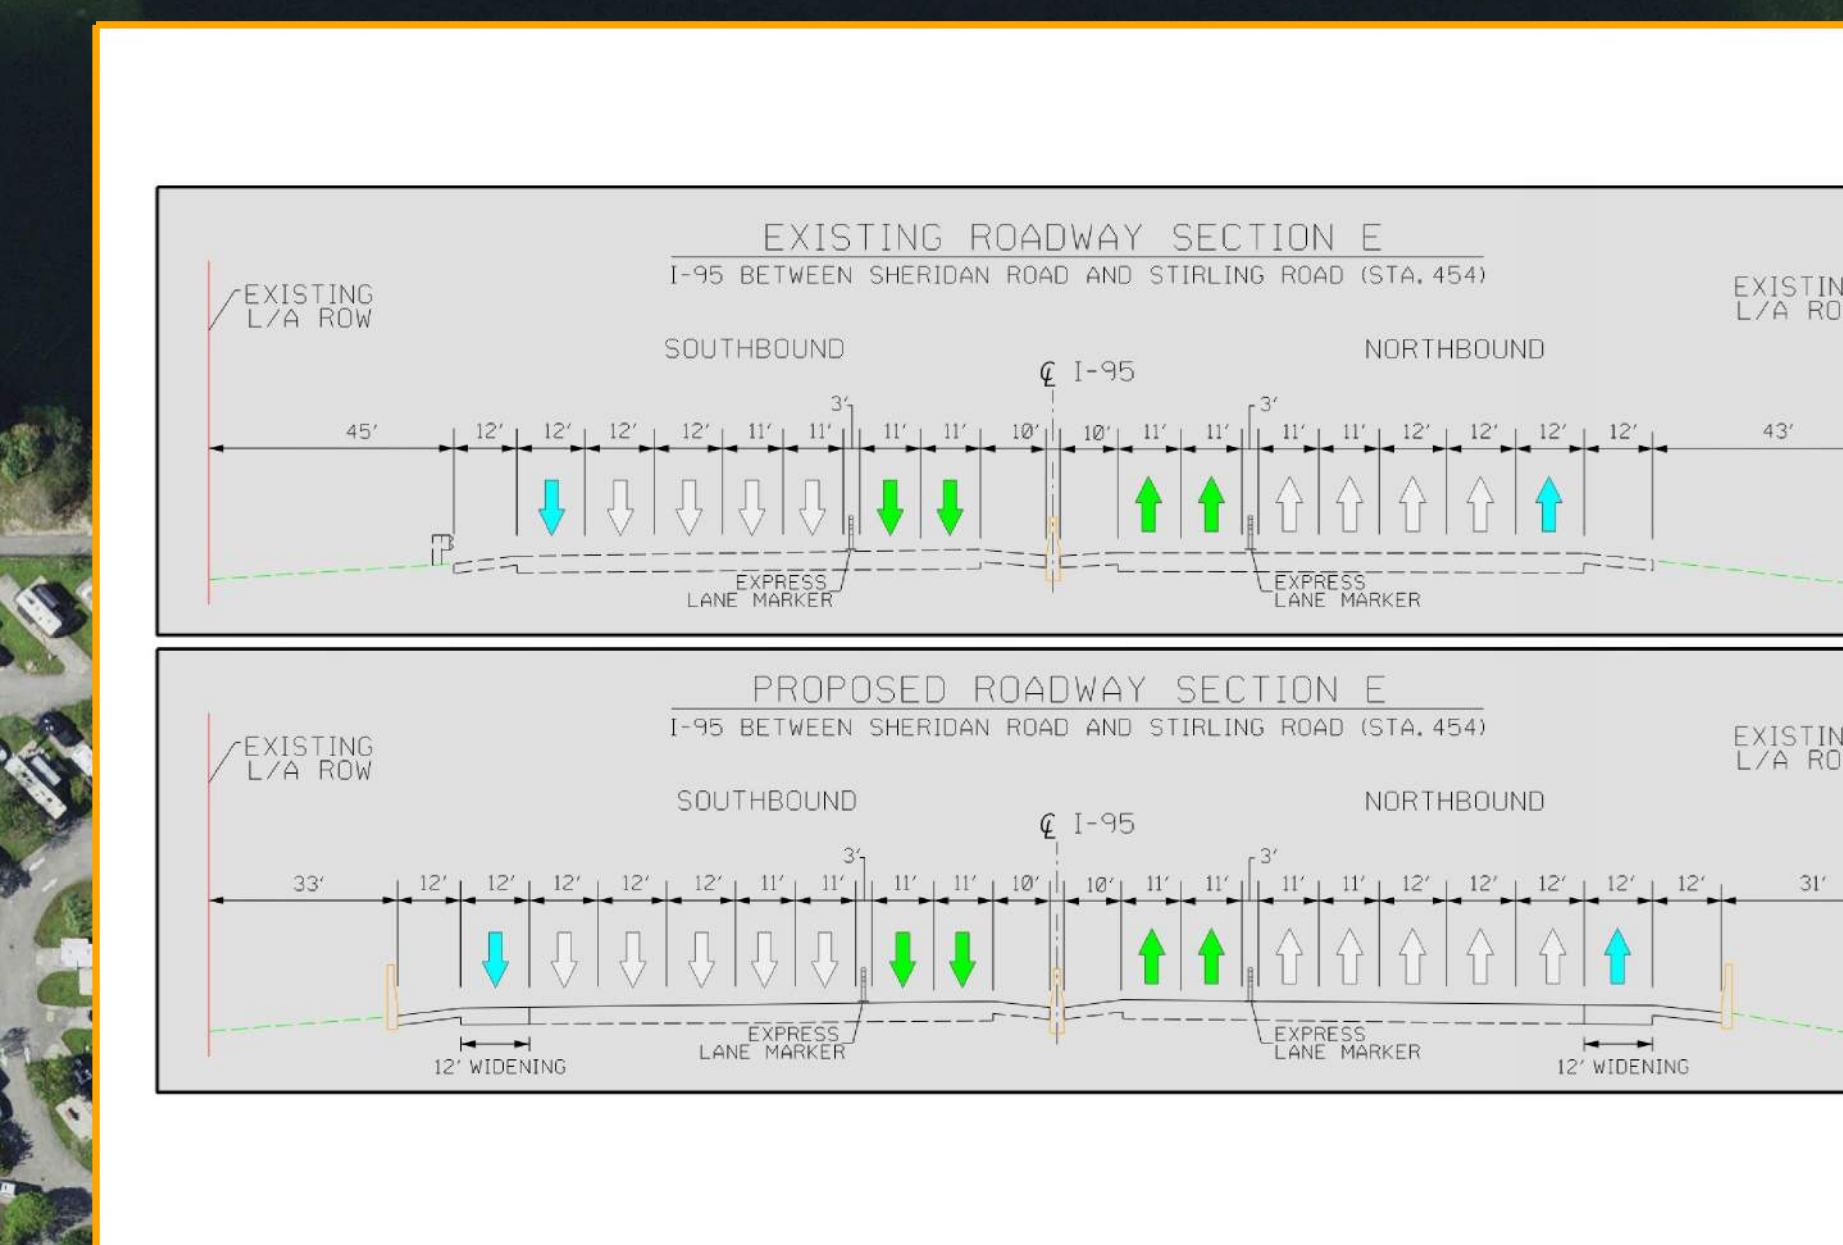 EXISTING ROADWAY SECTION E
I-95 BETWEEN SHERIDAN ROAD AND STIRLING ROAD (STA. 454)
EXISTING
L/A ROW
EXISTIN
L/A RO
SOUTHBOUND
NORTHBOUND
℄ I-95
3′ 3′
45′ 12′ 12′ 12′ 12′ 11′ 11′ 11′ 11′ 10′ 10′ 11′ 11′ 11′ 11′ 12′ 12′ 12′ 12′ 43′
EXPRESS
LANE MARKER
EXPRESS
LANE MARKER
PROPOSED ROADWAY SECTION E
I-95 BETWEEN SHERIDAN ROAD AND STIRLING ROAD (STA. 454)
EXISTING
L/A ROW
EXISTIN
L/A RO
SOUTHBOUND
NORTHBOUND
℄ I-95
3′ 3′
33′ 12′ 12′ 12′ 12′ 12′ 11′ 11′ 11′ 11′ 10′ 10′ 11′ 11′ 11′ 11′ 12′ 12′ 12′ 12′ 12′ 31′
EXPRESS
LANE MARKER
EXPRESS
LANE MARKER
12′ WIDENING
12′ WIDENING